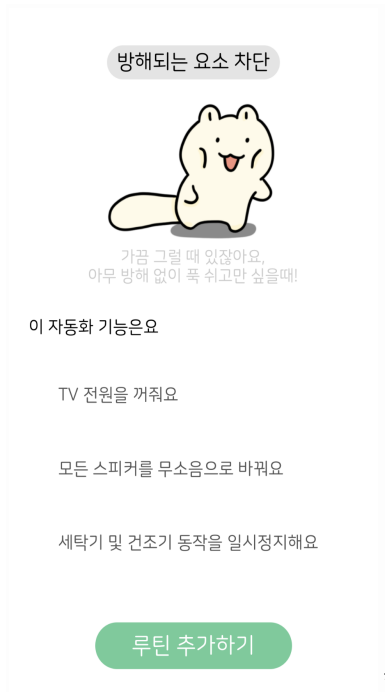 방해되는 요소 차단
가끔 그럴 때 있잖아요,
아무 방해 없이 푹 쉬고만 싶을때!
이 자동화 기능은요
TV 전원을 꺼줘요
모든 스피커를 무소음으로 바꿔요
세탁기 및 건조기 동작을 일시정지해요
루틴 추가하기